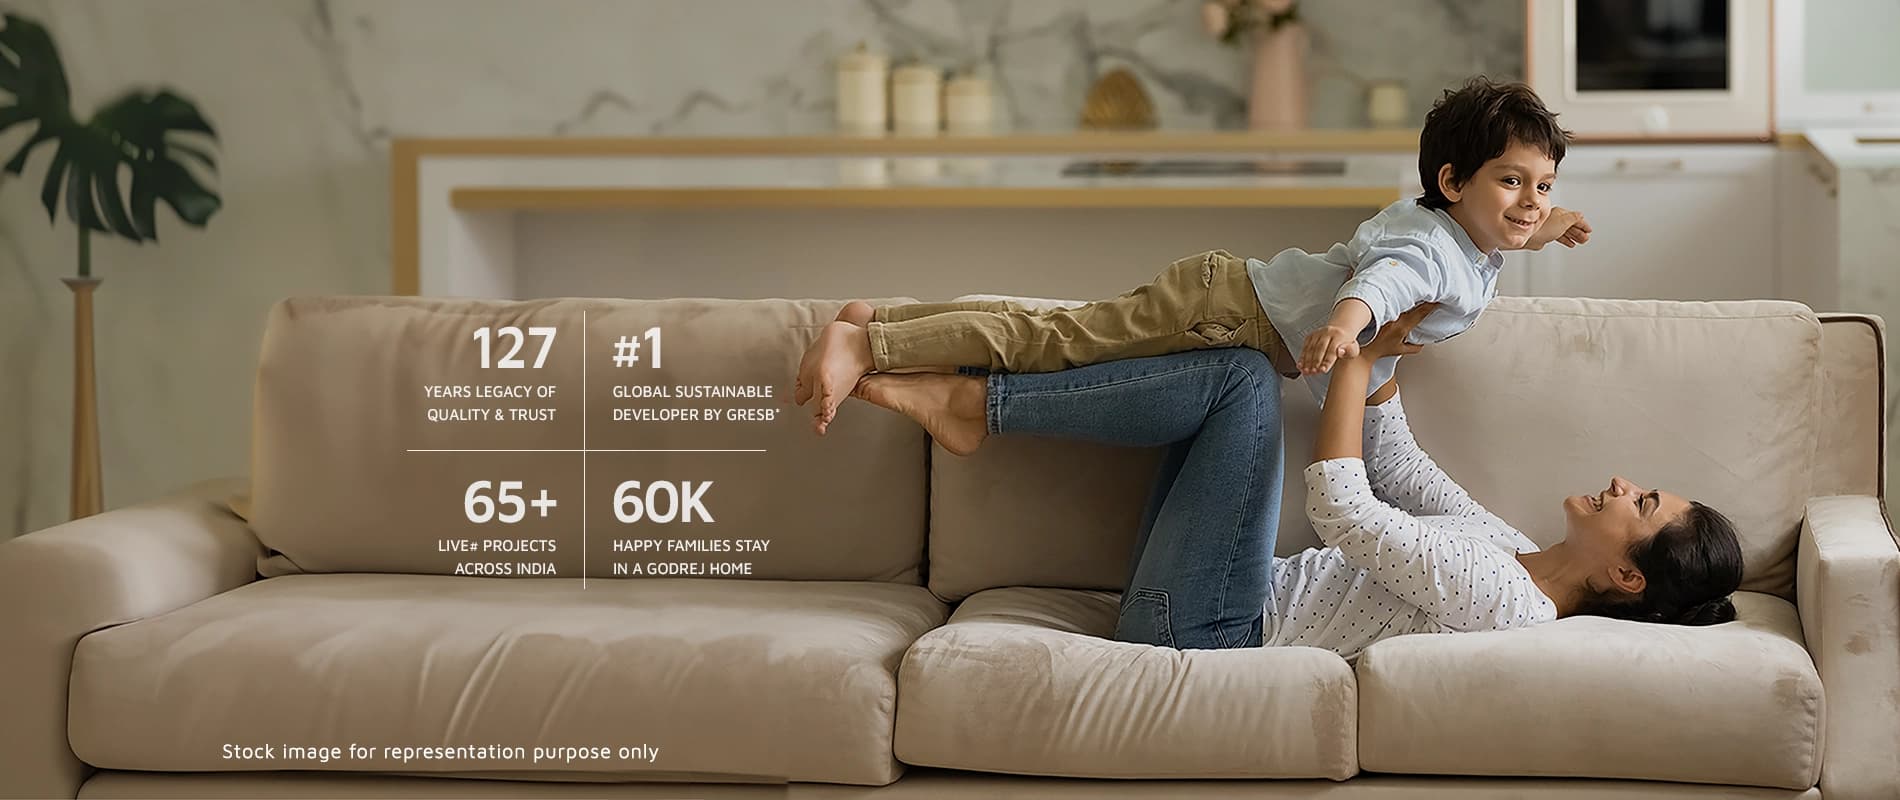 127
YEARS LEGACY OF
QUALITY & TRUST
#1
GLOBAL SUSTAINABLE
DEVELOPER BY GRESB*
65+
LIVE# PROJECTS
ACROSS INDIA
60K
HAPPY FAMILIES STAY
IN A GODREJ HOME
Stock image for representation purpose only